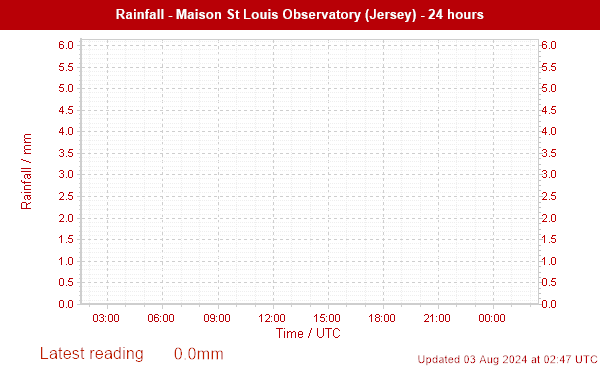 Rainfall - Maison St Louis Observatory (Jersey) - 24 hours
6.0 6.0
5.5 5.5
5.0 5.0
4.5 4.5
4.0 4.0
3.5 3.5
3.0 3.0
2.5 2.5
2.0 2.0
1.5 1.5
1.0 1.0
0.5 0.5
0.0 0.0
Rainfall / mm
03:00 06:00 09:00 12:00 15:00 18:00 21:00 00:00
Time / UTC
Latest reading 0.0mm
Updated 03 Aug 2024 at 02:47 UTC